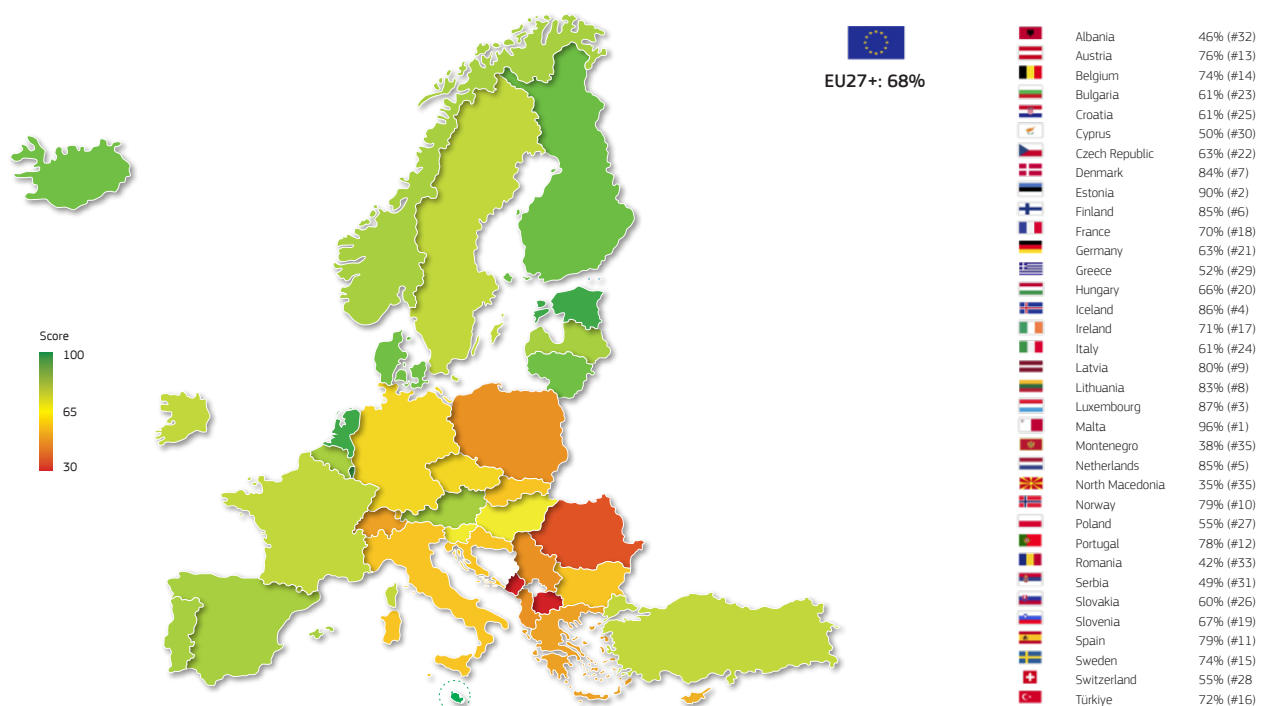 EU27+: 68%
Score
100
65
30
Albania 46% (#32)
Austria 76% (#13)
Belgium 74% (#14)
Bulgaria 61% (#23)
Croatia 61% (#25)
Cyprus 50% (#30)
Czech Republic 63% (#22)
Denmark 84% (#7)
Estonia 90% (#2)
Finland 85% (#6)
France 70% (#18)
Germany 63% (#21)
Greece 52% (#29)
Hungary 66% (#20)
Iceland 86% (#4)
Ireland 71% (#17)
Italy 61% (#24)
Latvia 80% (#9)
Lithuania 83% (#8)
Luxembourg 87% (#3)
Malta 96% (#1)
Montenegro 38% (#35)
Netherlands 85% (#5)
North Macedonia 35% (#35)
Norway 79% (#10)
Poland 55% (#27)
Portugal 78% (#12)
Romania 42% (#33)
Serbia 49% (#31)
Slovakia 60% (#26)
Slovenia 67% (#19)
Spain 79% (#11)
Sweden 74% (#15)
Switzerland 55% (#28
Türkiye 72% (#16)